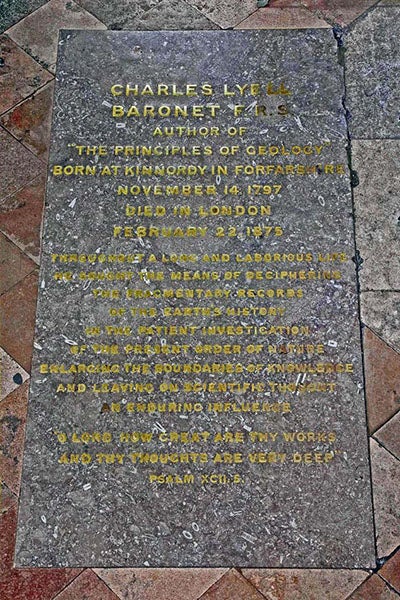 CHARLES LYELL
BARONET F.R.S
AUTHOR OF
"THE PRINCIPLES OF GEOLOGY"
BORN AT KINNORDY IN FORFARSHIRE
NOVEMBER 14. 1797
DIED IN LONDON
FEBRUARY 22. 1875
THROUGHOUT A LONG AND LABORIOUS LIFE
HE SOUGHT THE MEANS OF DECIPHERING
THE FRAGMENTARY RECORDS
OF THE EARTH'S HISTORY
IN THE PATIENT INVESTIGATION
OF THE PRESENT ORDER OF NATURE
ENLARGING THE BOUNDARIES OF KNOWLEDGE
AND LEAVING ON SCIENTIFIC THOUGHT
AN ENDURING INFLUENCE
O LORD HOW GREAT ARE THY WORKS
AND THY THOUGHTS ARE VERY DEEP
PSALM XCII. 5.